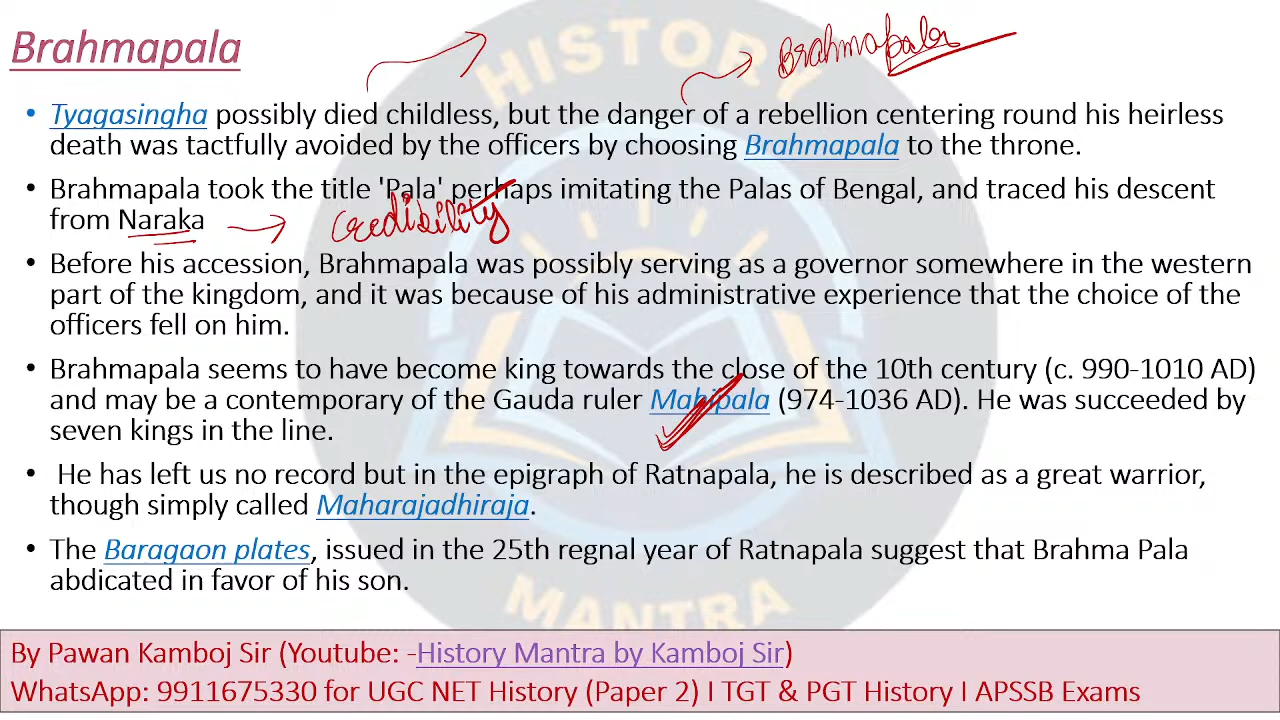 Brahmapala
HISTORY
Brahmapala
• Tyagasingha possibly died childless, but the danger of a rebellion centering round his heirless
death was tactfully avoided by the officers by choosing Brahmapala to the throne.
• Brahmapala took the title 'Pala' perhaps imitating the Palas of Bengal, and traced his descent
from Naraka
credibility
• Before his accession, Brahmapala was possibly serving as a governor somewhere in the western
part of the kingdom, and it was because of his administrative experience that the choice of the
officers fell on him.
• Brahmapala seems to have become king towards the close of the 10th century (c. 990-1010 AD)
and may be a contemporary of the Gauda ruler Mahipala (974-1036 AD). He was succeeded by
seven kings in the line.
• He has left us no record but in the epigraph of Ratnapala, he is described as a great warrior,
though simply called Maharajadhiraja.
• The Baragaon plates, issued in the 25th regnal year of Ratnapala suggest that Brahma Pala
abdicated in favor of his son.
MANTRA
By Pawan Kamboj Sir (Youtube: -History Mantra by Kamboj Sir)
WhatsApp: 9911675330 for UGC NET History (Paper 2) I TGT & PGT History I APSSB Exams